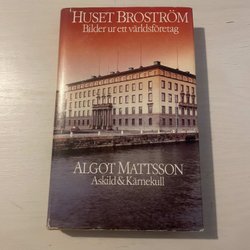 HUSET BROSTRÖM
Bilder ur ett världsföretag
ALGOT MATTSSON
Askild & Kärnekull